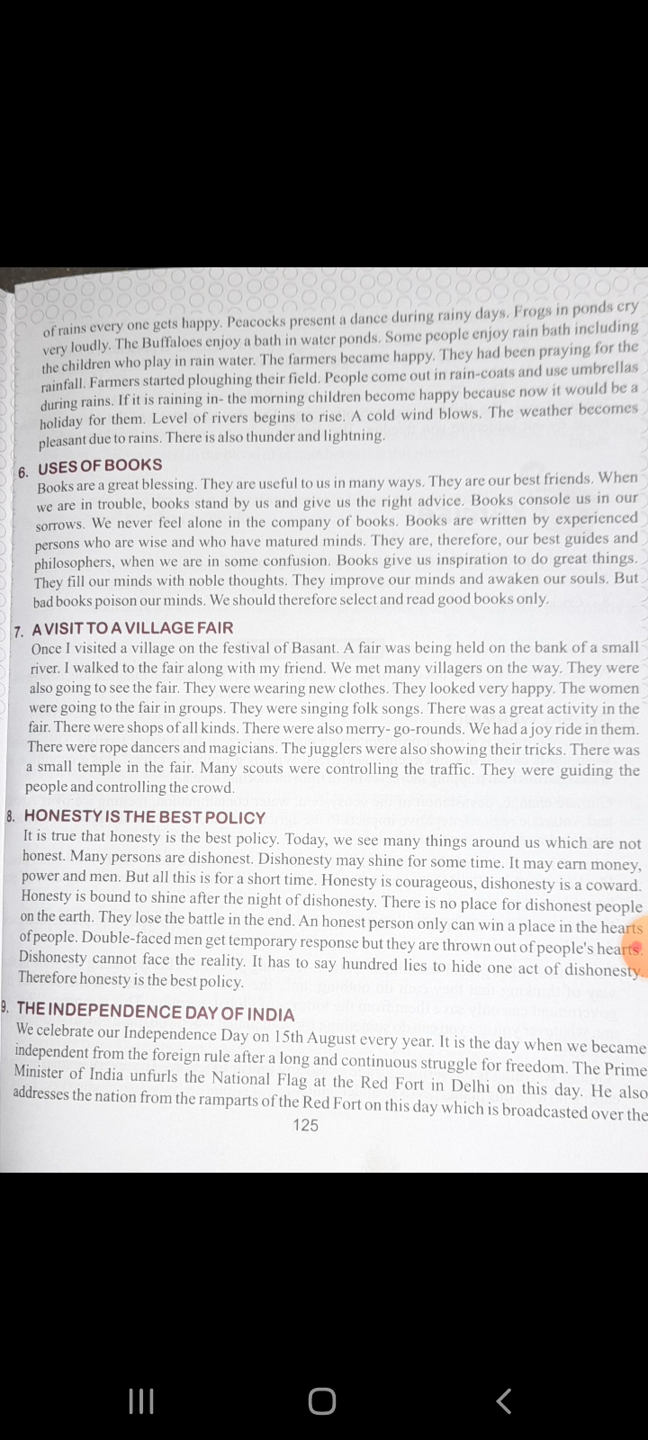 of rains every one gets happy. Peacocks present a dance during rainy days. Frogs in ponds cry
very loudly. The Buffaloes enjoy a bath in water ponds. Some people enjoy rain bath including
the children who play in rain water. The farmers became happy. They had been praying for the
rainfall. Farmers started ploughing their field. People come out in rain-coats and use umbrellas
during rains. If it is raining in- the morning children become happy because now it would be a
holiday for them. Level of rivers begins to rise. A cold wind blows. The weather becomes
pleasant due to rains. There is also thunder and lightning.
6. USES OF BOOKS
Books are a great blessing. They are useful to us in many ways. They are our best friends. When
we are in trouble, books stand by us and give us the right advice. Books console us in our
sorrows. We never feel alone in the company of books. Books are written by experienced
persons who are wise and who have matured minds. They are, therefore, our best guides and
philosophers, when we are in some confusion. Books give us inspiration to do great things.
They fill our minds with noble thoughts. They improve our minds and awaken our souls. But
bad books poison our minds. We should therefore select and read good books only.
7. A VISIT TO A VILLAGE FAIR
Once I visited a village on the festival of Basant. A fair was being held on the bank of a small
river. I walked to the fair along with my friend. We met many villagers on the way. They were
also going to see the fair. They were wearing new clothes. They looked very happy. The women
were going to the fair in groups. They were singing folk songs. There was a great activity in the
fair. There were shops of all kinds. There were also merry- go-rounds. We had a joy ride in them.
There were rope dancers and magicians. The jugglers were also showing their tricks. There was
a small temple in the fair. Many scouts were controlling the traffic. They were guiding the
people and controlling the crowd.
8. HONESTY IS THE BEST POLICY
It is true that honesty is the best policy. Today, we see many things around us which are not
honest. Many persons are dishonest. Dishonesty may shine for some time. It may earn money,
power and men. But all this is for a short time. Honesty is courageous, dishonesty is a coward.
Honesty is bound to shine after the night of dishonesty. There is no place for dishonest people
on the earth. They lose the battle in the end. An honest person only can win a place in the hearts
of people. Double-faced men get temporary response but they are thrown out of people's hearts.
Dishonesty cannot face the reality. It has to say hundred lies to hide one act of dishonesty.
Therefore honesty is the best policy.
9. THE INDEPENDENCE DAY OF INDIA
We celebrate our Independence Day on 15th August every year. It is the day when we became
independent from the foreign rule after a long and continuous struggle for freedom. The Prime
Minister of India unfurls the National Flag at the Red Fort in Delhi on this day. He also
addresses the nation from the ramparts of the Red Fort on this day which is broadcasted over the
125